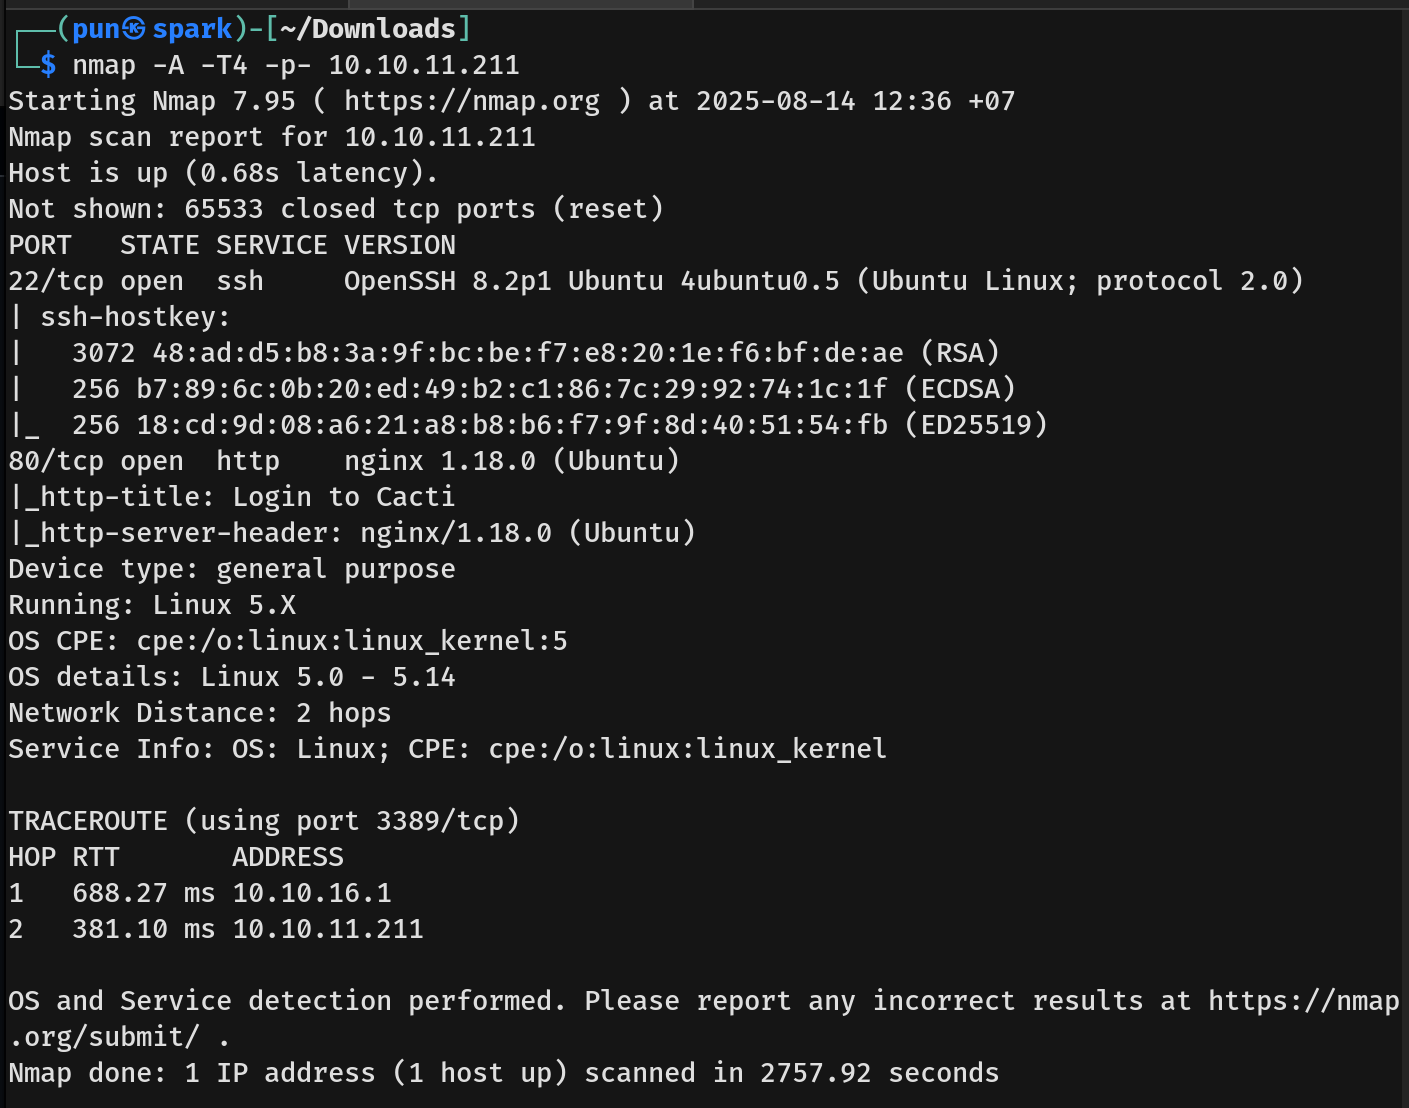 (pun㉿spark)-[~/Downloads]
$ nmap -A -T4 -p- 10.10.11.211
Starting Nmap 7.95 ( https://nmap.org ) at 2025-08-14 12:36 +07
Nmap scan report for 10.10.11.211
Host is up (0.68s latency).
Not shown: 65533 closed tcp ports (reset)
PORT   STATE SERVICE VERSION
22/tcp open  ssh     OpenSSH 8.2p1 Ubuntu 4ubuntu0.5 (Ubuntu Linux; protocol 2.0)
| ssh-hostkey:
|   3072 48:ad:d5:b8:3a:9f:bc:be:f7:e8:20:1e:f6:bf:de:ae (RSA)
|   256 b7:89:6c:0b:20:ed:49:b2:c1:86:7c:29:92:74:1c:1f (ECDSA)
|_  256 18:cd:9d:08:a6:21:a8:b8:b6:f7:9f:8d:40:51:54:fb (ED25519)
80/tcp open  http    nginx 1.18.0 (Ubuntu)
|_http-title: Login to Cacti
|_http-server-header: nginx/1.18.0 (Ubuntu)
Device type: general purpose
Running: Linux 5.X
OS CPE: cpe:/o:linux:linux_kernel:5
OS details: Linux 5.0 - 5.14
Network Distance: 2 hops
Service Info: OS: Linux; CPE: cpe:/o:linux:linux_kernel
TRACEROUTE (using port 3389/tcp)
HOP RTT       ADDRESS
1   688.27 ms 10.10.16.1
2   381.10 ms 10.10.11.211
OS and Service detection performed. Please report any incorrect results at https://nmap
.org/submit/ .
Nmap done: 1 IP address (1 host up) scanned in 2757.92 seconds